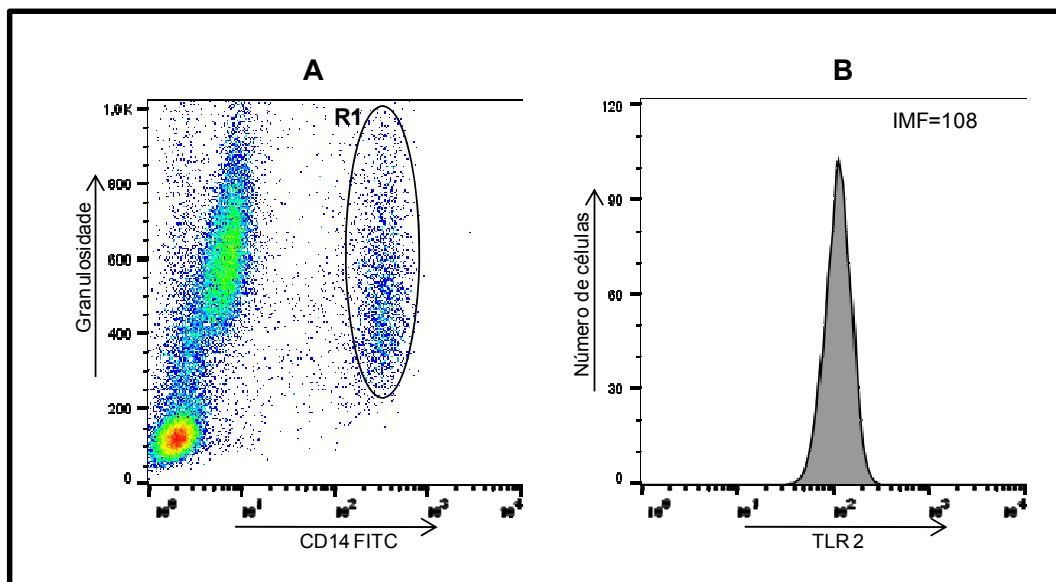 A
R1
1,0K
800
600
400
200
0
Granulosidade
10⁰
10¹
10²
10³
10⁴
CD14 FITC
B
IMF=108
120
90
60
30
0
Número de células
10⁰
10¹
10²
10³
10⁴
TLR 2